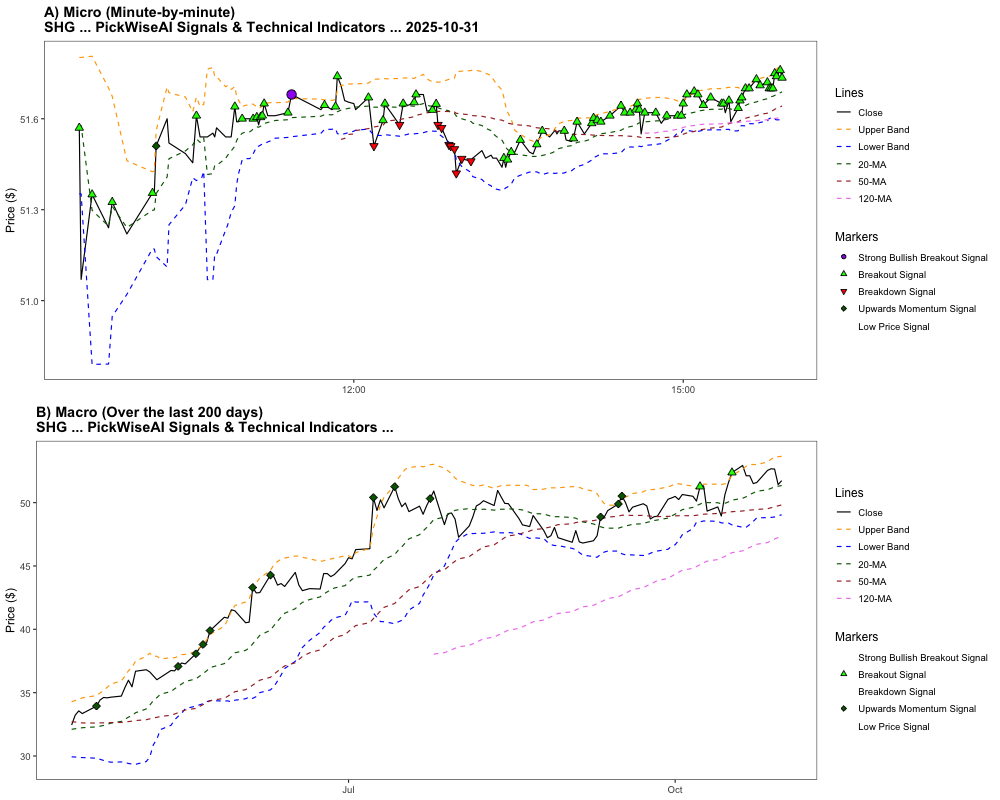 A) Micro (Minute-by-minute)
SHG ... PickWiseAI Signals & Technical Indicators ... 2025-10-31
Price ($)
51.6
51.3
51.0
12:00
15:00
Lines
Close
Upper Band
Lower Band
20-MA
50-MA
120-MA
Markers
Strong Bullish Breakout Signal
Breakout Signal
Breakdown Signal
Upwards Momentum Signal
Low Price Signal
B) Macro (Over the last 200 days)
SHG ... PickWiseAI Signals & Technical Indicators ...
Price ($)
50
45
40
35
30
Jul
Oct
Lines
Close
Upper Band
Lower Band
20-MA
50-MA
120-MA
Markers
Strong Bullish Breakout Signal
Breakout Signal
Breakdown Signal
Upwards Momentum Signal
Low Price Signal